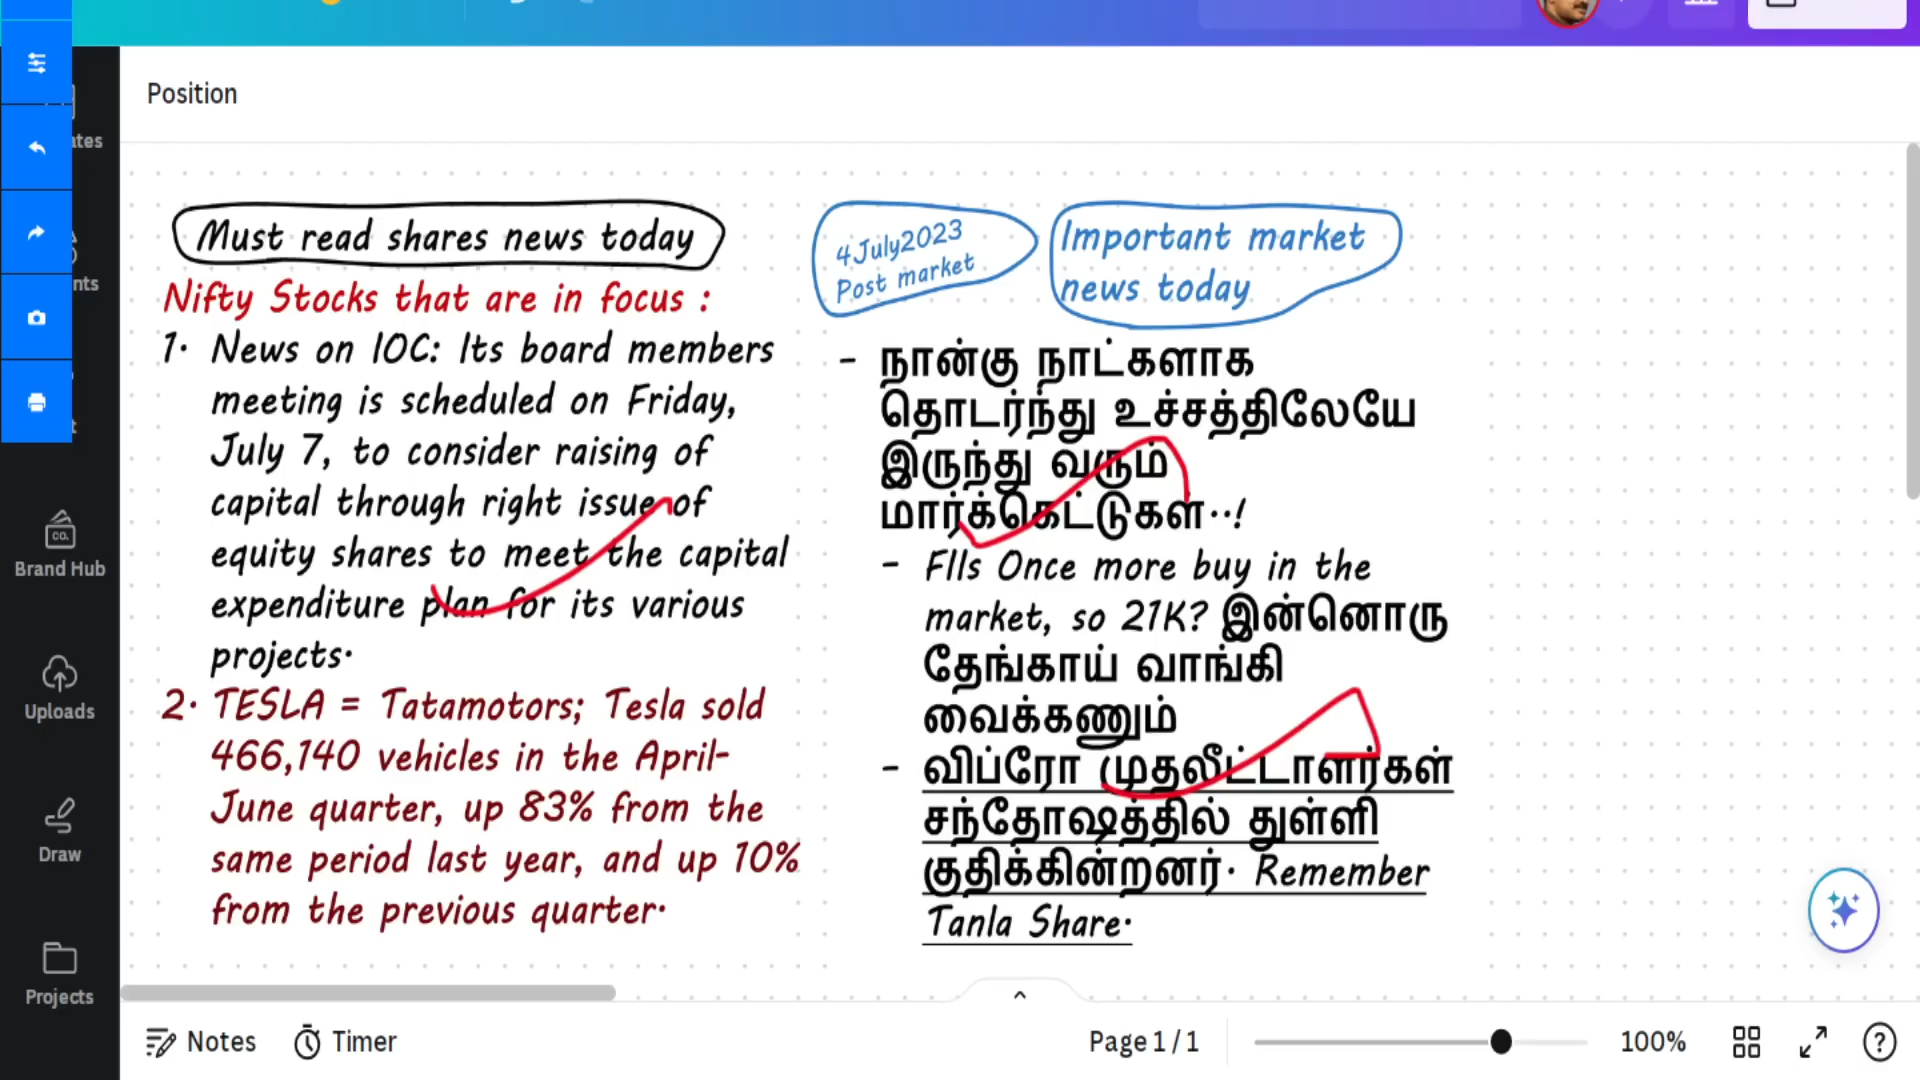 Position
Must read shares news today
Nifty Stocks that are in focus :
1. News on IOC: Its board members
meeting is scheduled on Friday,
July 7, to consider raising of
capital through right issue of
equity shares to meet the capital
expenditure plan for its various
projects.
2. TESLA = Tatamotors; Tesla sold
466,140 vehicles in the April-
June quarter, up 83% from the
same period last year, and up 10%
from the previous quarter.
4July2023
Post market
Important market
news today
- நான்கு நாட்களாக
தொடர்ந்து உச்சத்திலேயே
இருந்து வரும்
மார்க்கெட்டுகள்..!
- FIIs Once more buy in the
market, so 21K? இன்னொரு
தேங்காய் வாங்கி
வைக்கணும்
- விப்ரோ முதலீட்டாளர்கள்
சந்தோஷத்தில் துள்ளி
குதிக்கின்றனர். Remember
Tanla Share.
CO.
Brand Hub
Uploads
Draw
Projects
Notes
Timer
Page 1 / 1
100%